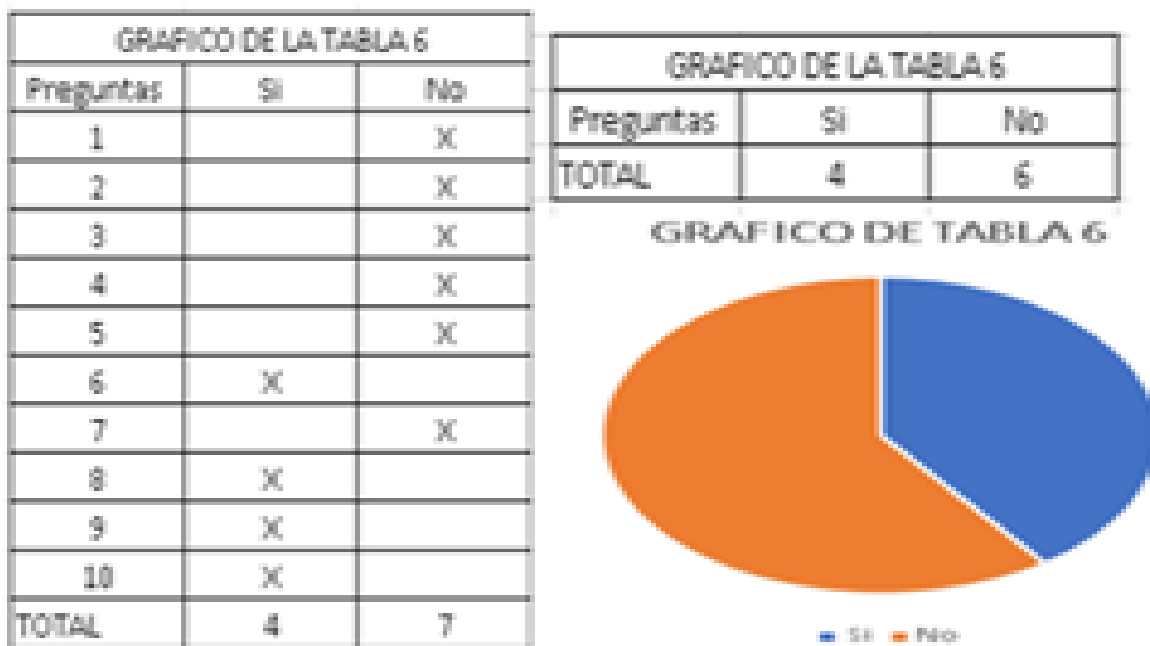 GRAFICO DE LA TABLA 6
Preguntas Si No
1 X
2 X
3 X
4 X
5 X
6 X
7 X
8 X
9 X
10 X
TOTAL 4 7
GRAFICO DE LA TABLA 6
Preguntas Si No
TOTAL 4 6
GRAFICO DE TABLA 6
Si No